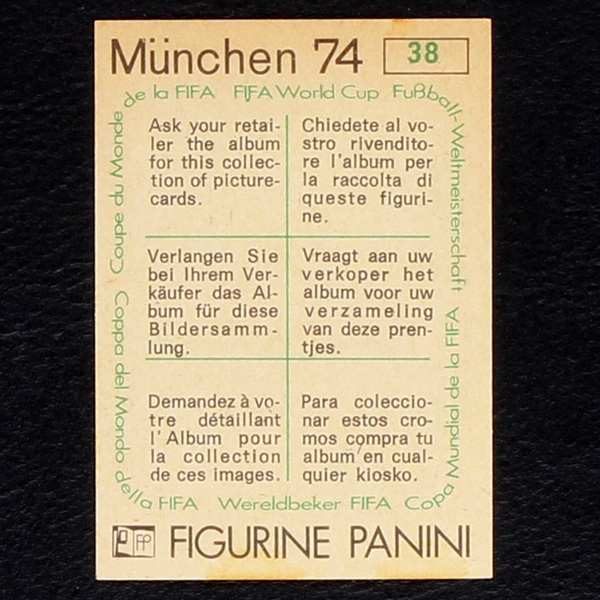 München 74 38
de la FIFA FIFA World Cup Fußball-Weltmeisterschaft
Ask your retai-
ler the album
for this collec-
tion of picture-
cards.
Chiedete al vo-
stro rivendito-
re l'album per
la raccolta di
queste figuri-
ne.
Verlangen Sie
bei Ihrem Ver-
käufer das Al-
bum für diese
Bildersamm-
lung.
Vraagt aan uw
verkoper het
album voor uw
verzameling
van deze pren-
tjes.
Demandez à vo-
tre détaillant
l'Album pour
la collection
de ces images.
Para coleccio-
nar estos cro-
mos compra tu
album en cual-
quier kiosko.
Copa Mundial de la FIFA
Wereldbeker FIFA
Coppa del Mondo della FIFA
Coupe du Monde
FP FIGURINE PANINI